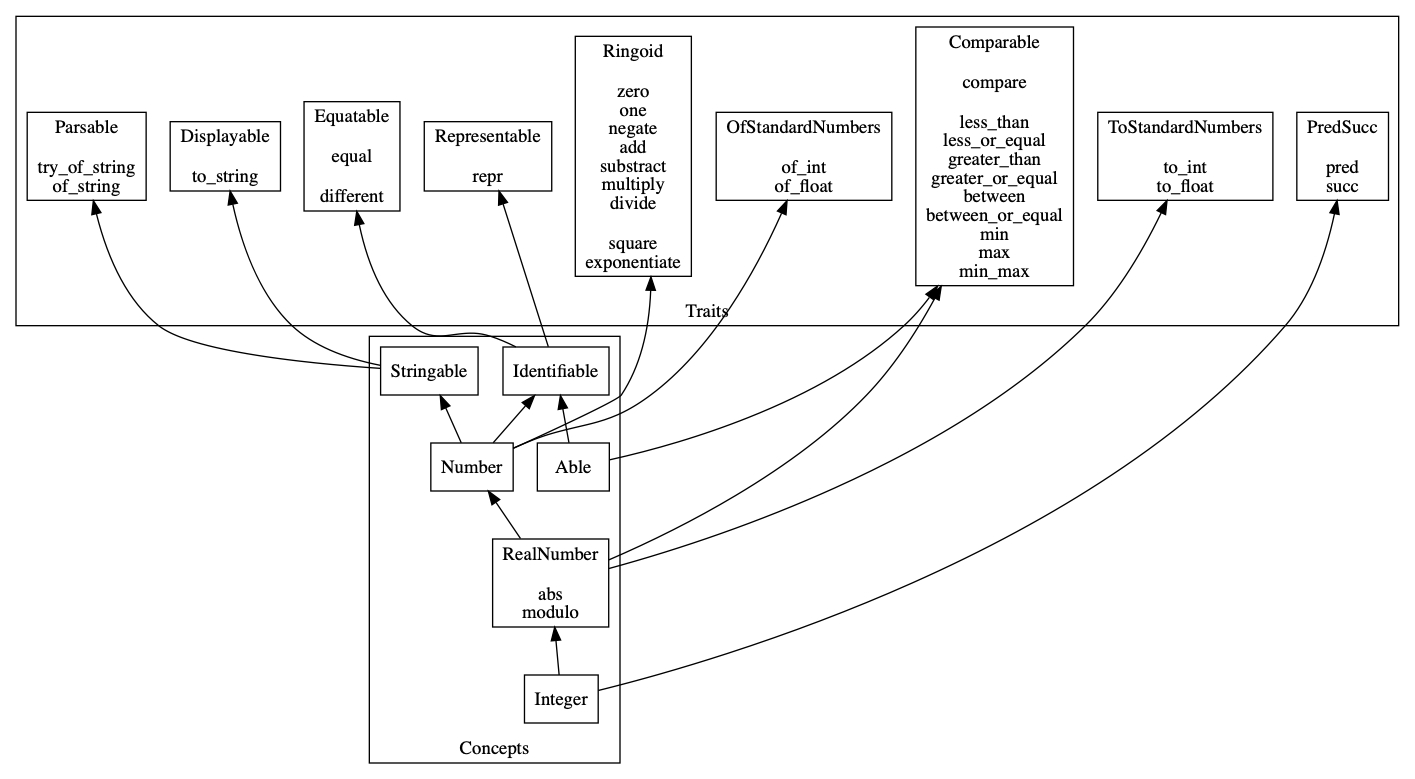 Parsable
try_of_string
of_string
Displayable
to_string
Equatable
equal
different
Representable
repr
Ringoid
zero
one
negate
add
substract
multiply
divide
square
exponentiate
OfStandardNumbers
of_int
of_float
Comparable
compare
less_than
less_or_equal
greater_than
greater_or_equal
between
between_or_equal
min
max
min_max
ToStandardNumbers
to_int
to_float
PredSucc
pred
succ
Traits
Stringable
Identifiable
Number
Able
RealNumber
abs
modulo
Integer
Concepts